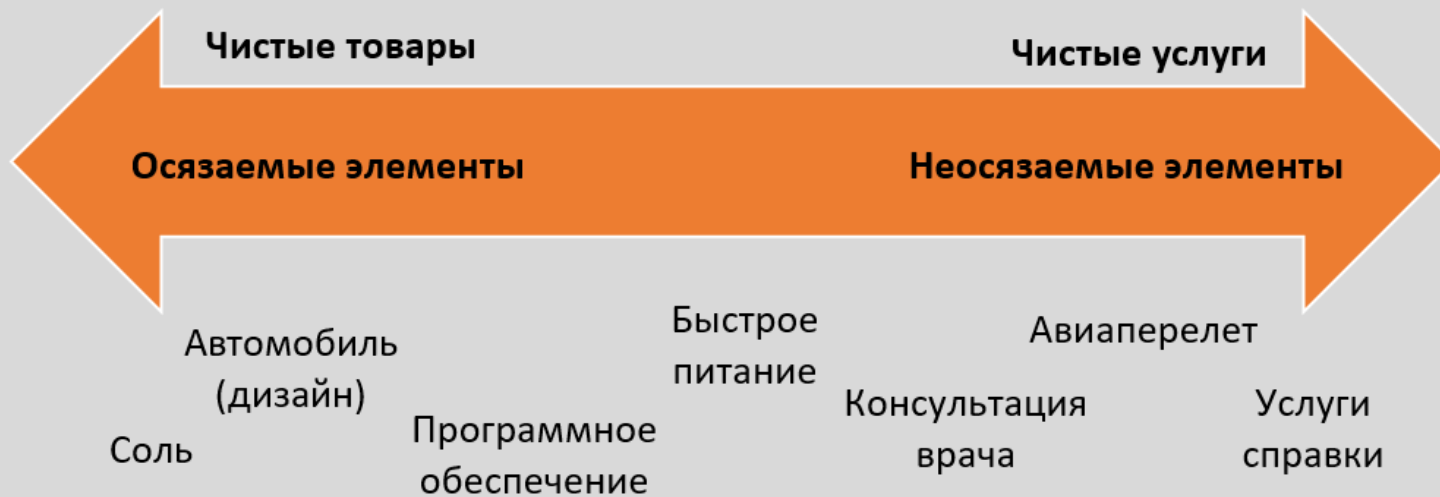 Чистые товары
Чистые услуги
Осязаемые элементы
Неосязаемые элементы
Соль
Автомобиль
(дизайн)
Программное
обеспечение
Быстрое
питание
Консультация
врача
Авиаперелет
Услуги
справки